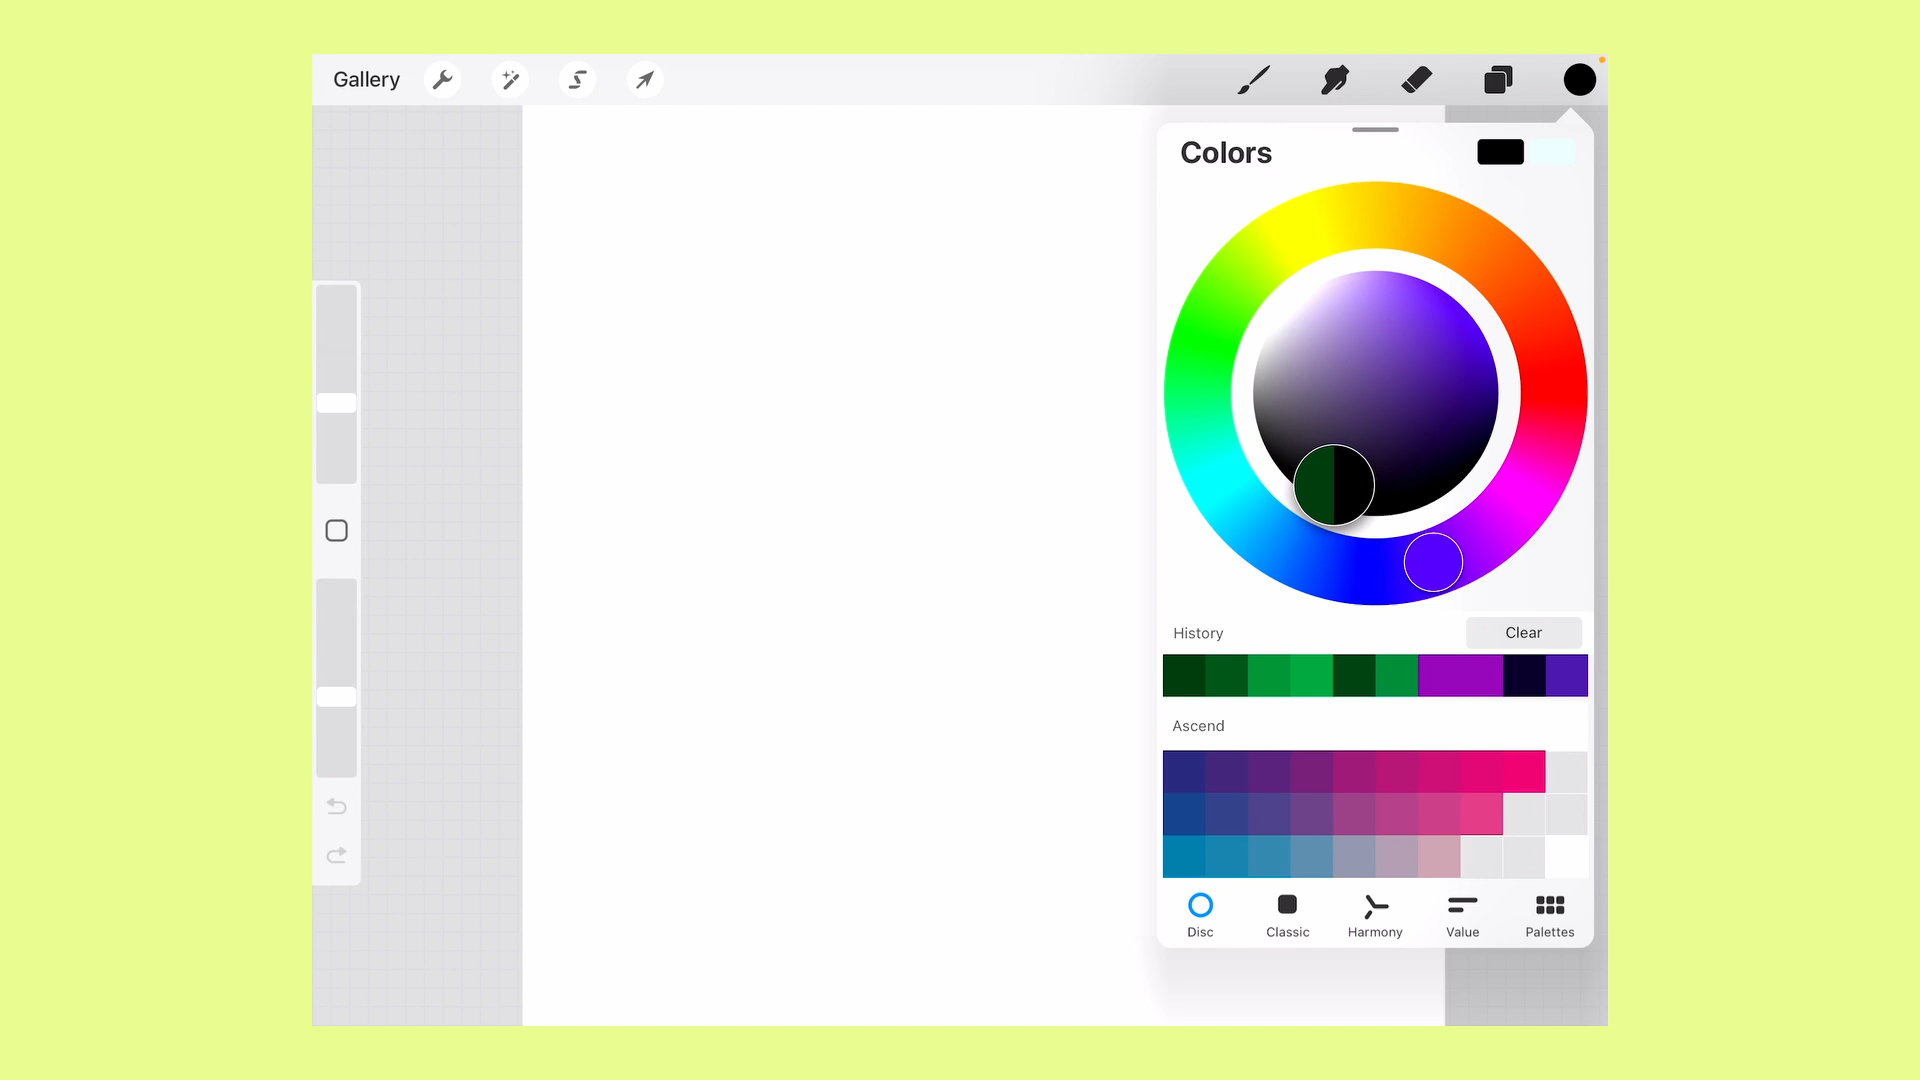 Gallery
Colors
History
Clear
Ascend
Disc
Classic
Harmony
Value
Palettes